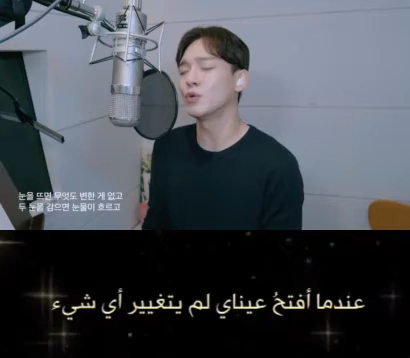 눈을 뜨면 무엇도 변한 게 없고
두 눈을 감으면 눈물이 흐르고
عندما أفتحُ عيناي لم يتغيير أي شيء